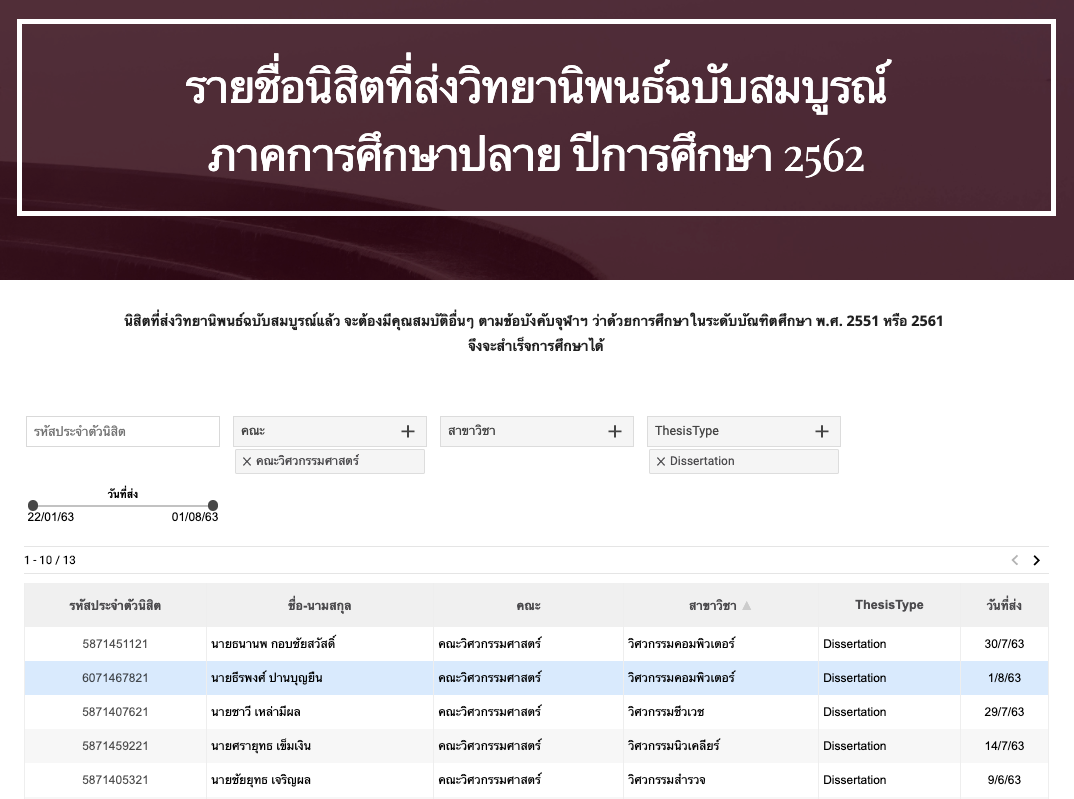 รายชื่อนิสิตที่ส่งวิทยานิพนธ์ฉบับสมบูรณ์
ภาคการศึกษาปลาย ปีการศึกษา 2562
นิสิตที่ส่งวิทยานิพนธ์ฉบับสมบูรณ์แล้ว จะต้องมีคุณสมบัติอื่นๆ ตามข้อบังคับจุฬาฯ ว่าด้วยการศึกษาในระดับบัณฑิตศึกษา พ.ศ. 2551 หรือ 2561
จึงจะสำเร็จการศึกษาได้
รหัสประจำตัวนิสิต คณะ + สาขาวิชา + ThesisType +
× คณะวิศวกรรมศาสตร์ × Dissertation
วันที่ส่ง
22/01/63 01/08/63
1 - 10 / 13 < >
รหัสประจำตัวนิสิต ชื่อ-นามสกุล คณะ สาขาวิชา ▲ ThesisType วันที่ส่ง
5871451121 นายธนานพ กอบชัยสวัสดิ์ คณะวิศวกรรมศาสตร์ วิศวกรรมคอมพิวเตอร์ Dissertation 30/7/63
6071467821 นายธีรพงศ์ ปานบุญยืน คณะวิศวกรรมศาสตร์ วิศวกรรมคอมพิวเตอร์ Dissertation 1/8/63
5871407621 นายชาวี เหล่ามีผล คณะวิศวกรรมศาสตร์ วิศวกรรมชีวเวช Dissertation 29/7/63
5871459221 นายศรายุทธ เข็มเงิน คณะวิศวกรรมศาสตร์ วิศวกรรมนิวเคลียร์ Dissertation 14/7/63
5871405321 นายชัยยุทธ เจริญผล คณะวิศวกรรมศาสตร์ วิศวกรรมสำรวจ Dissertation 9/6/63